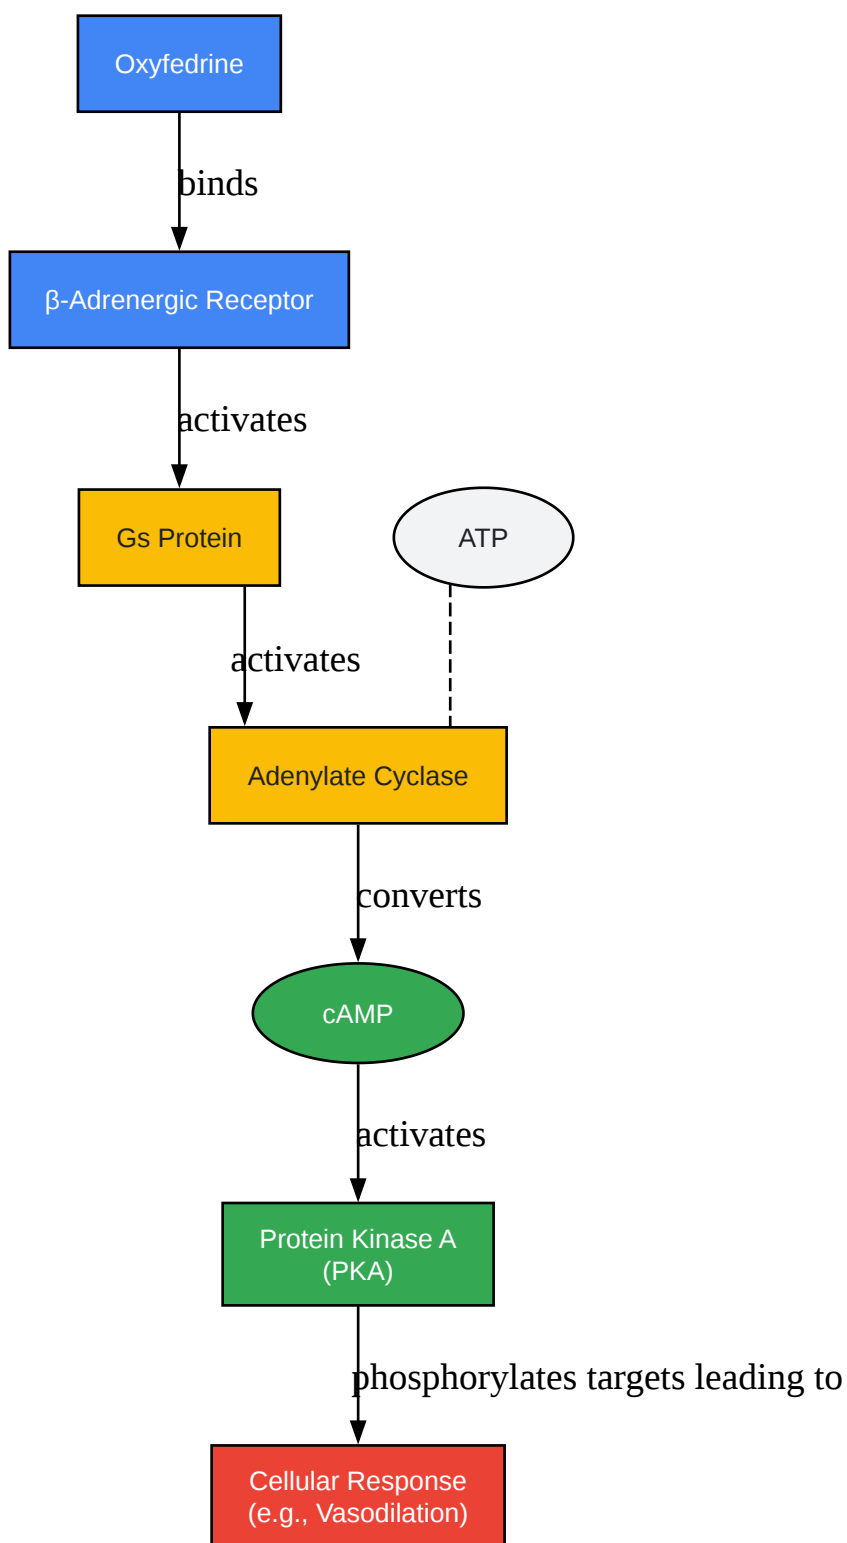 Oxyfedrine
binds
β-Adrenergic Receptor
activates
Gs Protein
ATP
activates
Adenylate Cyclase
converts
cAMP
activates
Protein Kinase A
(PKA)
phosphorylates targets leading to
Cellular Response
(e.g., Vasodilation)